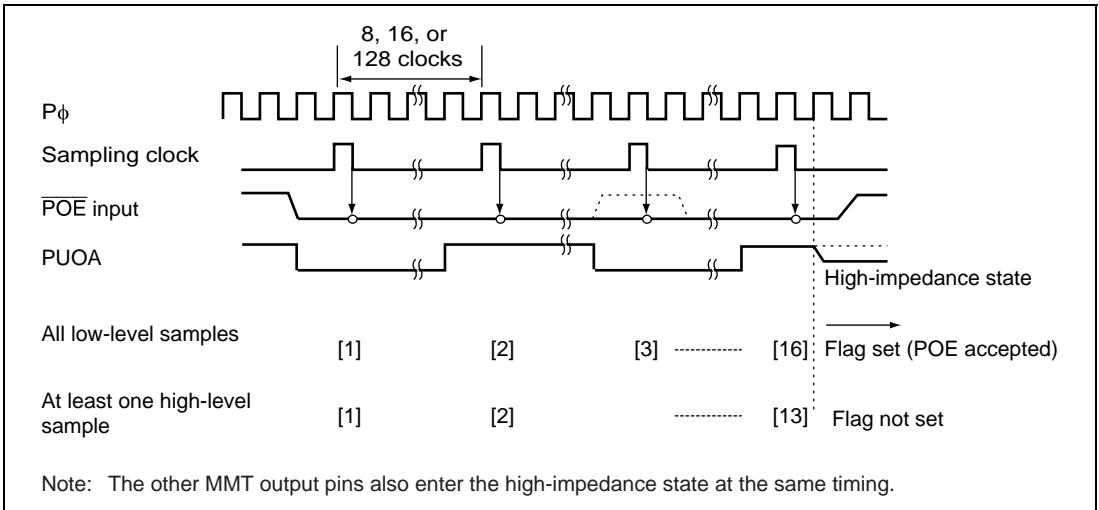 8, 16, or
128 clocks
Pϕ
Sampling clock
POE input
PUOA
High-impedance state
All low-level samples
[1] [2] [3] [16] Flag set (POE accepted)
At least one high-level
sample
[1] [2] [13] Flag not set
Note: The other MMT output pins also enter the high-impedance state at the same timing.